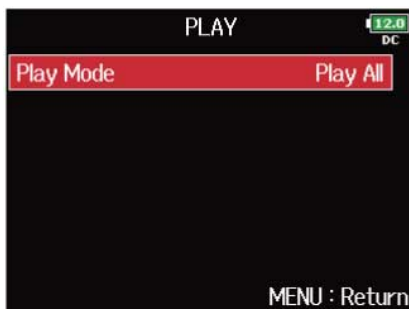 PLAY
12.0
DC
Play Mode Play All
MENU : Return